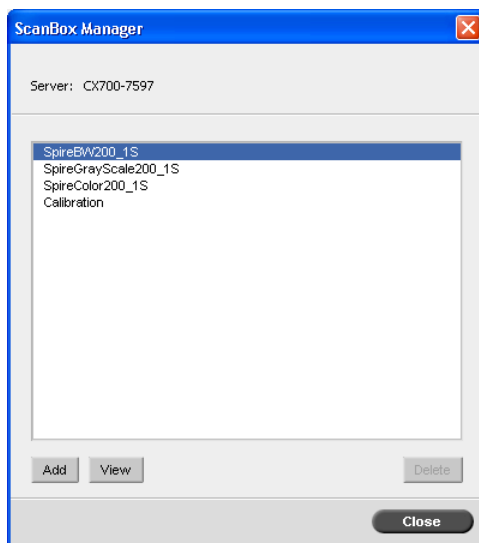 ScanBox Manager
Server: CX700-7597
SpireBW200_1S
SpireGrayScale200_1S
SpireColor200_1S
Calibration
Add View Delete
Close